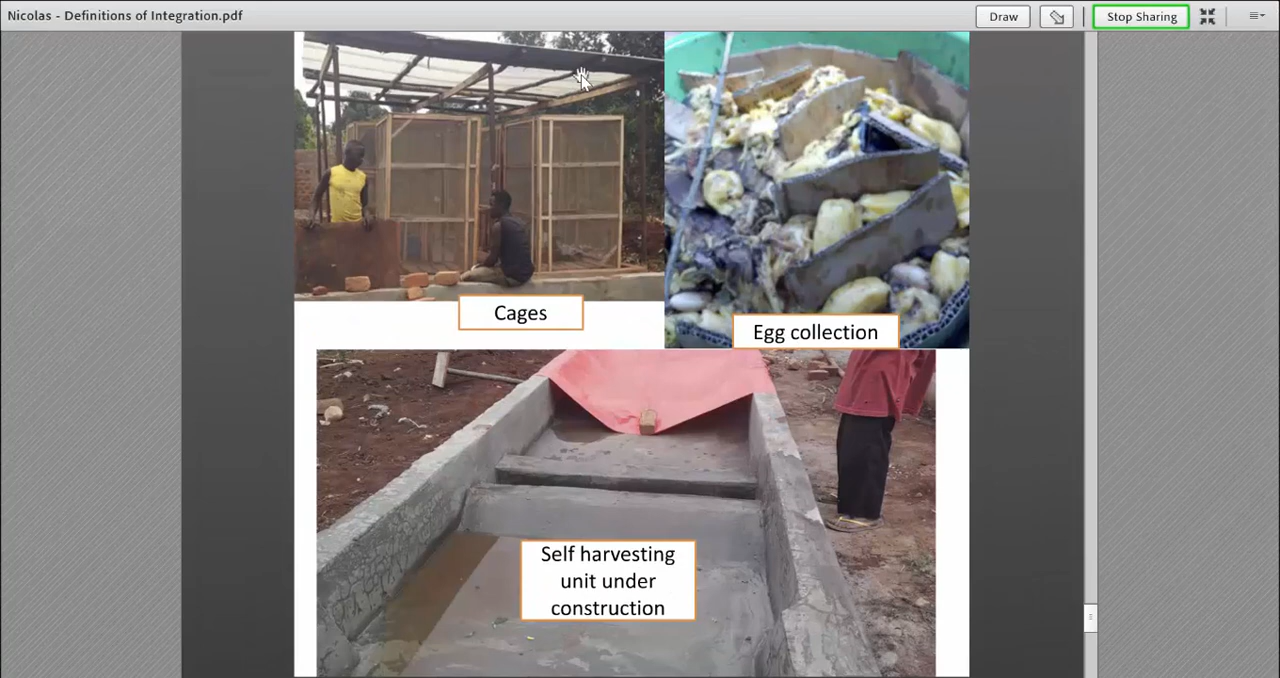 Nicolas - Definitions of Integration.pdf
Draw
Stop Sharing
Cages
Egg collection
Self harvesting
unit under
construction